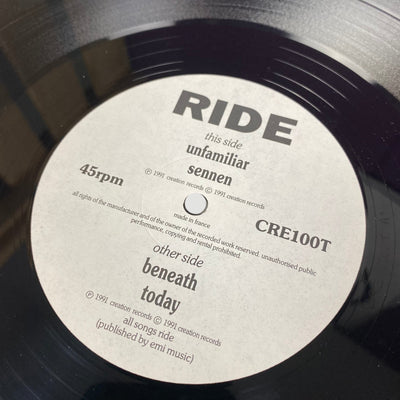 RIDE
this side
unfamiliar
sennen
℗ 1991 creation records © 1991 creation records
45rpm
made in france
CRE100T
all rights of the manufacturer and of the owner of the recorded work reserved. unauthorised public
performance, copying and rental prohibited.
other side
beneath
today
℗ 1991 creation records © 1991 creation records
all songs ride
(published by emi music)